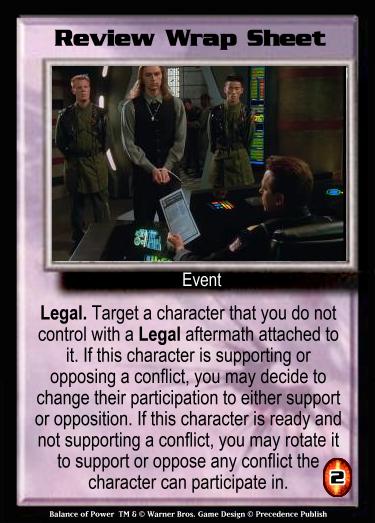 Review Wrap Sheet
Event
Legal. Target a character that you do not
control with a Legal aftermath attached to
it. If this character is supporting or
opposing a conflict, you may decide to
change their participation to either support
or opposition. If this character is ready and
not supporting a conflict, you may rotate it
to support or oppose any conflict the
character can participate in.
2
Balance of Power TM & © Warner Bros. Game Design © Precedence Publish